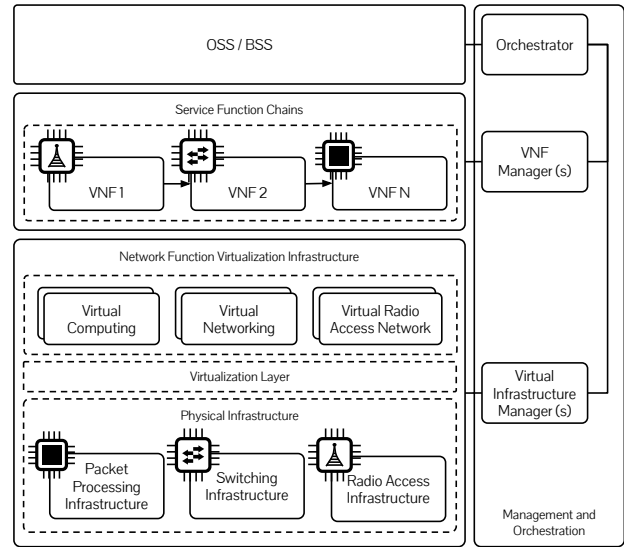 OSS / BSS
Orchestrator
Service Function Chains
VNF 1
VNF 2
VNF N
VNF
Manager (s)
Network Function Virtualization Infrastructure
Virtual
Computing
Virtual
Networking
Virtual Radio
Access Network
Virtualization Layer
Virtual
Infrastructure
Manager (s)
Physical Infrastructure
Packet
Processing
Infrastructure
Switching
Infrastructure
Radio Access
Infrastructure
Management and
Orchestration